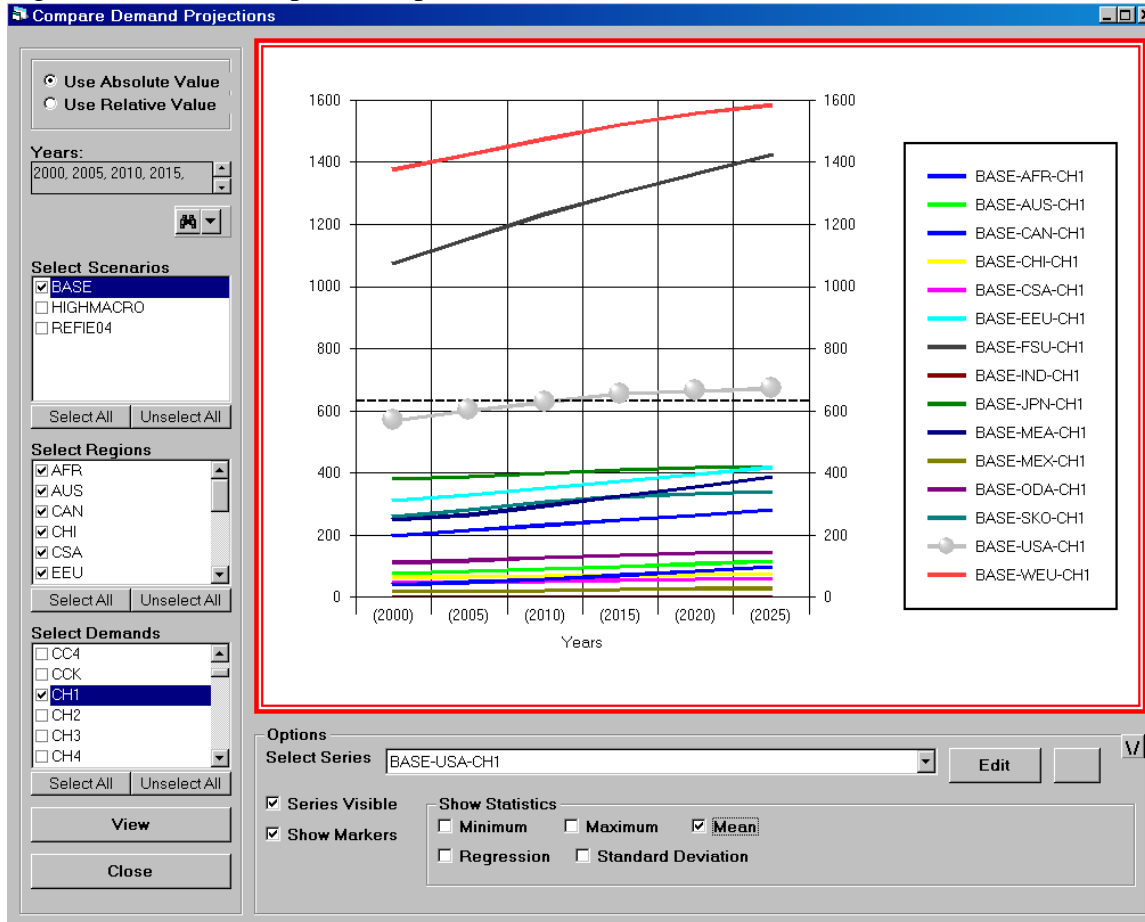 Compare Demand Projections
Use Absolute Value
Use Relative Value
Years:
2000, 2005, 2010, 2015,
Select Scenarios
BASE
HIGHMACRO
REFIE04
Select All Unselect All
Select Regions
AFR
AUS
CAN
CHI
CSA
EEU
Select All Unselect All
Select Demands
CC4
CCK
CH1
CH2
CH3
CH4
Select All Unselect All
View
Close
1600 1600
1400 1400
1200 1200
1000 1000
800 800
600 600
400 400
200 200
0 0
(2000) (2005) (2010) (2015) (2020) (2025)
Years
BASE-AFR-CH1
BASE-AUS-CH1
BASE-CAN-CH1
BASE-CHI-CH1
BASE-CSA-CH1
BASE-EEU-CH1
BASE-FSU-CH1
BASE-IND-CH1
BASE-JPN-CH1
BASE-MEA-CH1
BASE-MEX-CH1
BASE-ODA-CH1
BASE-SKO-CH1
BASE-USA-CH1
BASE-WEU-CH1
Options
Select Series BASE-USA-CH1 Edit \/
Series Visible
Show Markers
Show Statistics
Minimum Maximum Mean
Regression Standard Deviation